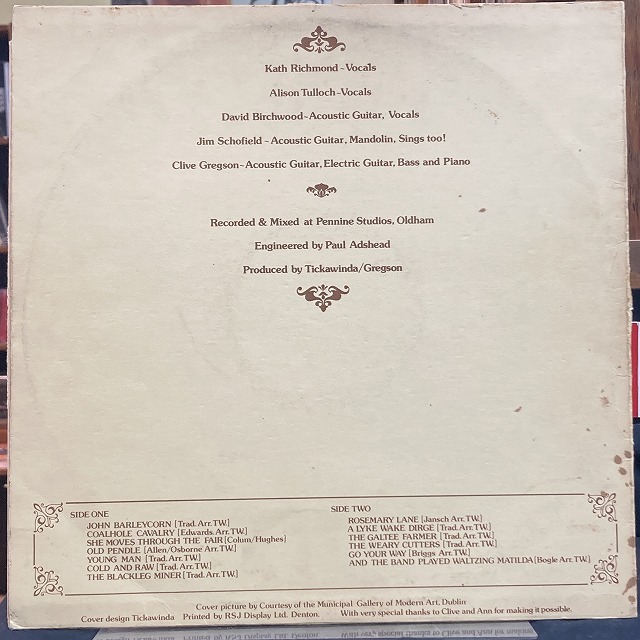 Kath Richmond~Vocals
Alison Tulloch~Vocals
David Birchwood~Acoustic Guitar, Vocals
Jim Schofield~Acoustic Guitar, Mandolin, Sings too!
Clive Gregson~Acoustic Guitar, Electric Guitar, Bass and Piano
Recorded & Mixed at Pennine Studios, Oldham
Engineered by Paul Adshead
Produced by Tickawinda/Gregson
SIDE ONE
JOHN BARLEYCORN [Trad. Arr. TW.]
COALHOLE CAVALRY [Edwards. Arr. TW.]
SHE MOVES THROUGH THE FAIR [Colum/Hughes]
OLD PENDLE [Allen/Osborne Arr. TW.]
YOUNG MAN [Trad. Arr. TW.]
COLD AND RAW [Trad. Arr. TW.]
THE BLACKLEG MINER [Trad. Arr. TW.]
SIDE TWO
ROSEMARY LANE [Jansch Arr. TW.]
A LYKE WAKE DIRGE [Trad. Arr. TW.]
THE GALTEE FARMER [Trad. Arr. TW.]
THE WEARY CUTTERS [Trad. Arr. TW.]
GO YOUR WAY [Briggs Arr. TW.]
AND THE BAND PLAYED WALTZING MATILDA [Bogle Arr. TW.]
Cover picture by Courtesy of the Municipal Gallery of Modern Art, Dublin
Cover design Tickawinda Printed by RSJ Display Ltd. Denton. With very special thanks to Clive and Ann for making it possible.